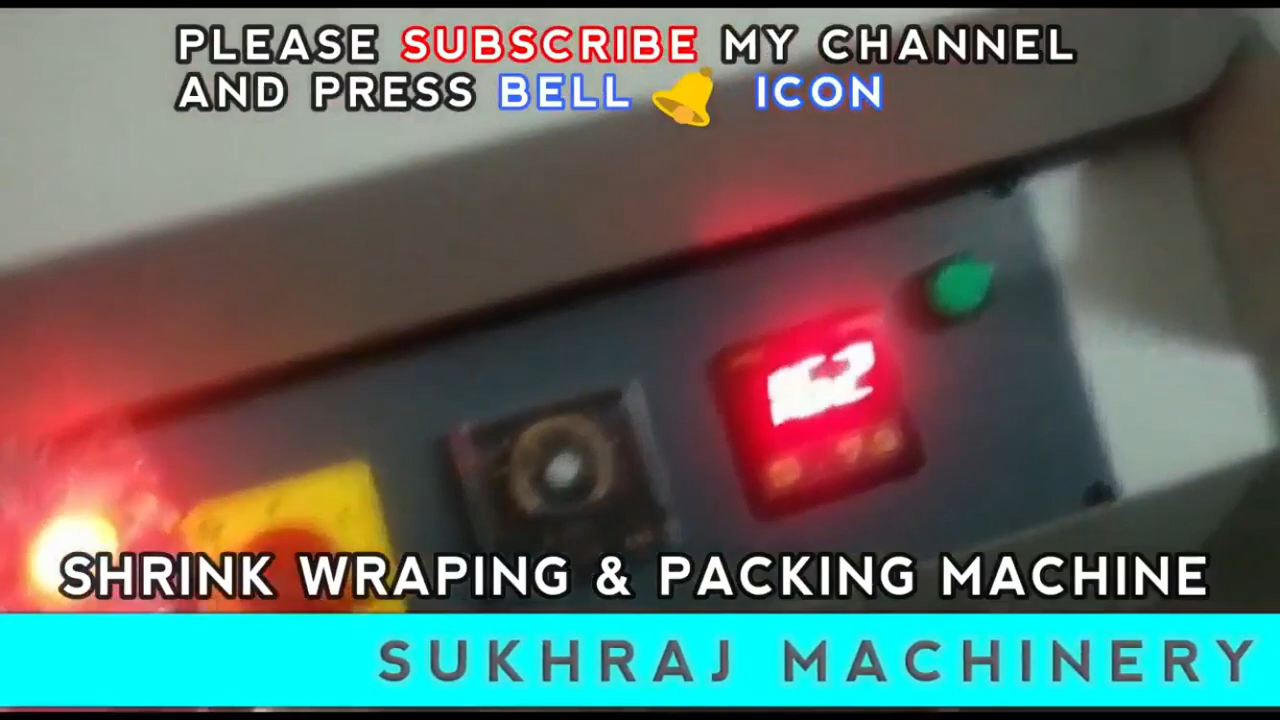 PLEASE SUBSCRIBE MY CHANNEL
AND PRESS BELL 🔔 ICON
SHRINK WRAPING & PACKING MACHINE
SUKHRAJ MACHINERY